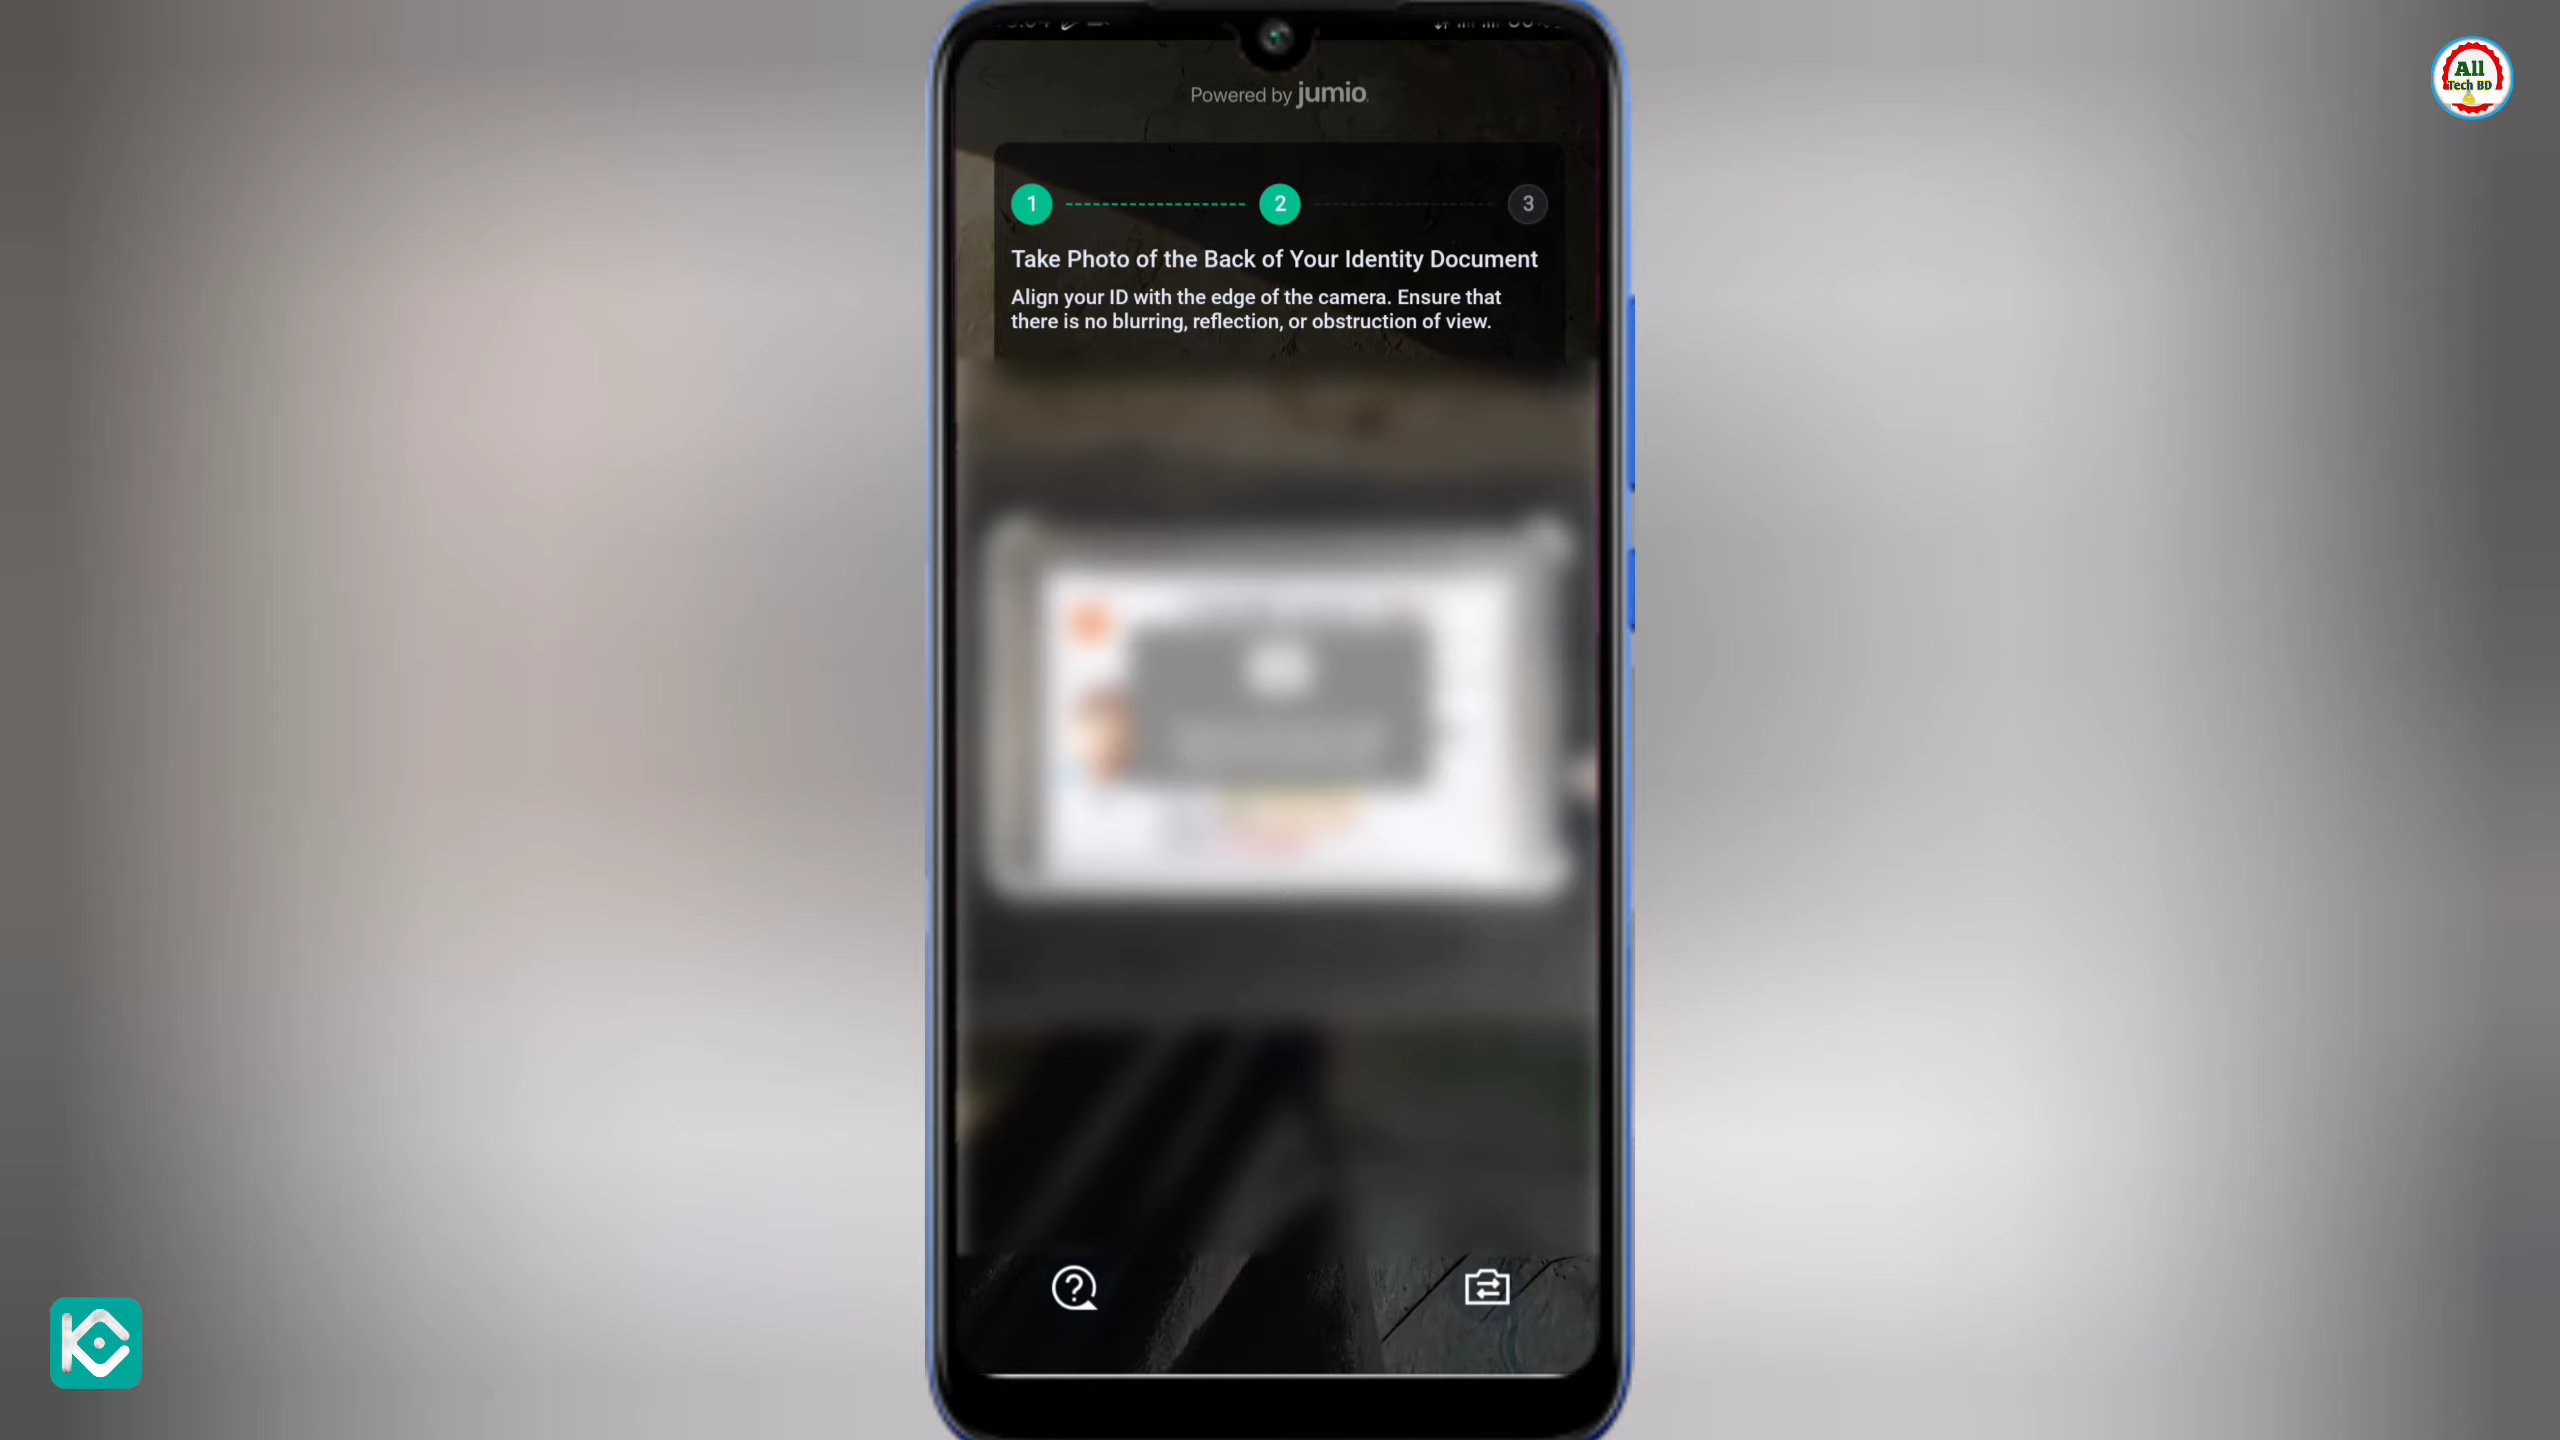 Powered by jumio.
1 2 3
Take Photo of the Back of Your Identity Document
Align your ID with the edge of the camera. Ensure that
there is no blurring, reflection, or obstruction of view.
All
Tech BD